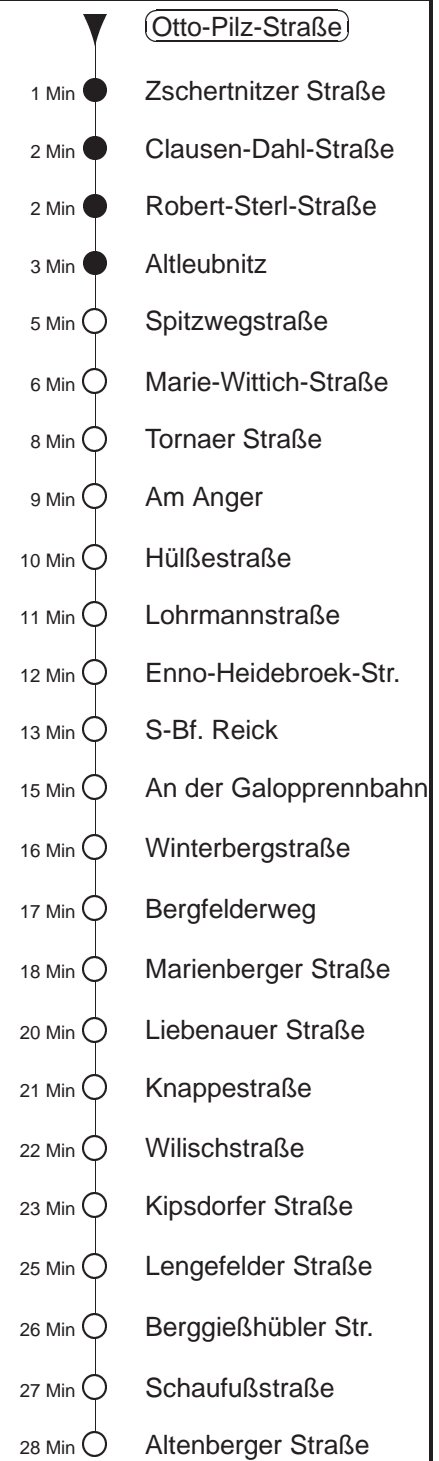 Otto-Pilz-Straße
1 Min Zschertnitzer Straße
2 Min Clausen-Dahl-Straße
2 Min Robert-Sterl-Straße
3 Min Altleubnitz
5 Min Spitzwegstraße
6 Min Marie-Wittich-Straße
8 Min Tornaer Straße
9 Min Am Anger
10 Min Hülßestraße
11 Min Lohrmannstraße
12 Min Enno-Heidebroek-Str.
13 Min S-Bf. Reick
15 Min An der Galopprennbahn
16 Min Winterbergstraße
17 Min Bergfelderweg
18 Min Marienberger Straße
20 Min Liebenauer Straße
21 Min Knappestraße
22 Min Wilischstraße
23 Min Kipsdorfer Straße
25 Min Lengefelder Straße
26 Min Berggießhübler Str.
27 Min Schaufußstraße
28 Min Altenberger Straße